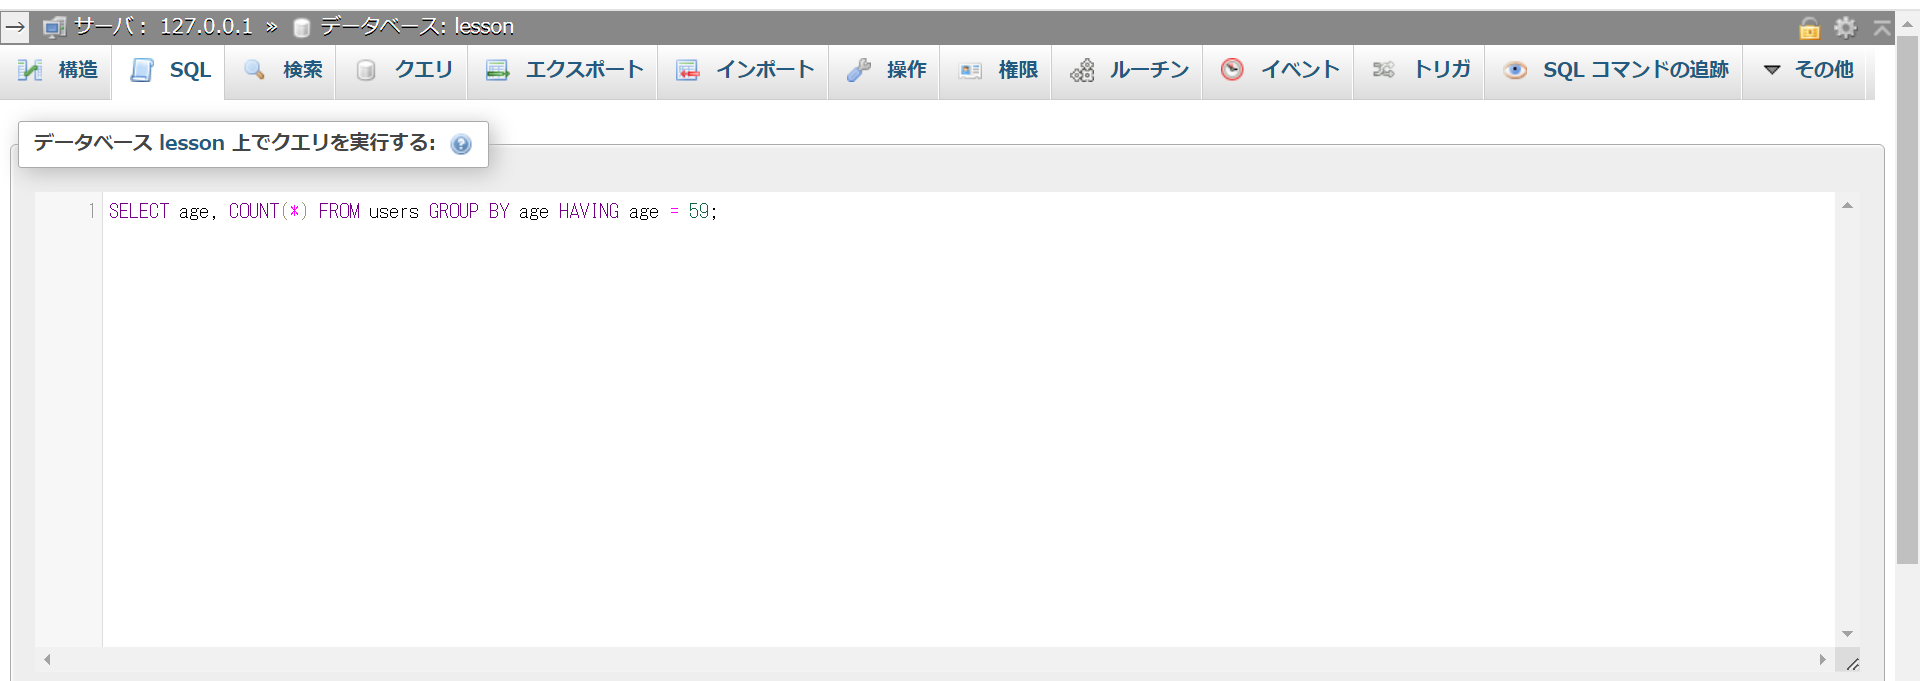 サーバ: 127.0.0.1 » データベース: lesson
構造 SQL 検索 クエリ エクスポート インポート 操作 権限 ルーチン イベント トリガ SQL コマンドの追跡 その他
データベース lesson 上でクエリを実行する:
1 SELECT age, COUNT(*) FROM users GROUP BY age HAVING age = 59;